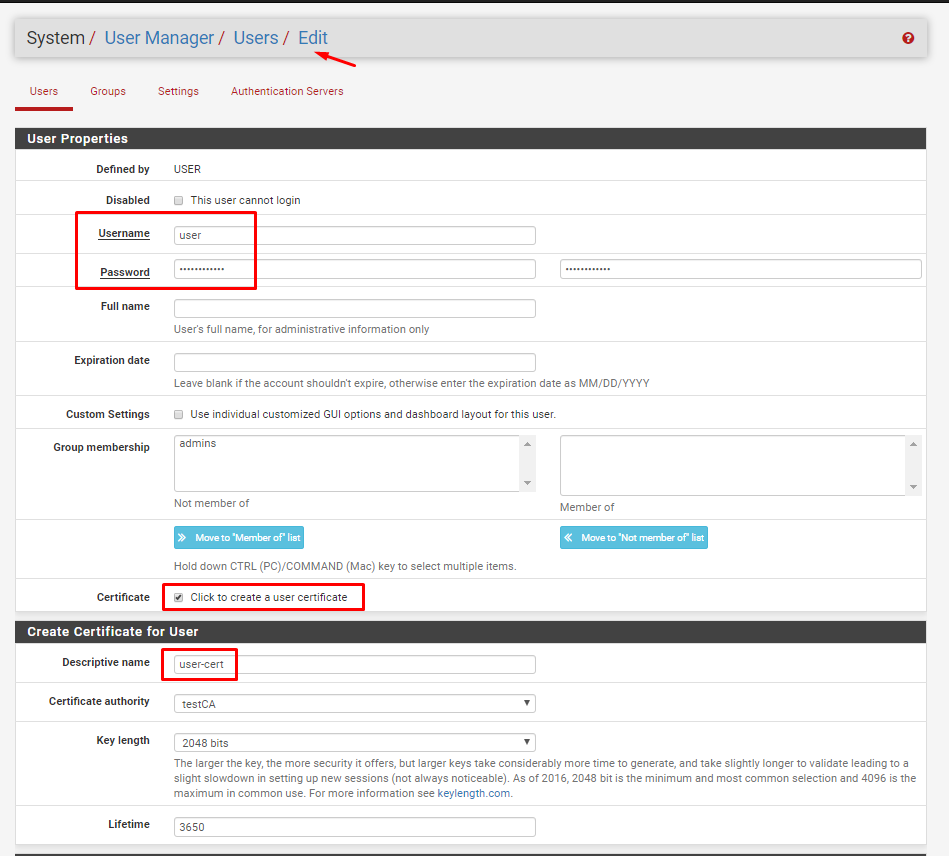 System / User Manager / Users / Edit
Users Groups Settings Authentication Servers
User Properties
Defined by USER
Disabled This user cannot login
Username user
Password •••••••••••• ••••••••••••
Full name
User's full name, for administrative information only
Expiration date
Leave blank if the account shouldn't expire, otherwise enter the expiration date as MM/DD/YYYY
Custom Settings Use individual customized GUI options and dashboard layout for this user.
Group membership admins
Not member of Member of
Move to "Member of" list Move to "Not member of" list
Hold down CTRL (PC)/COMMAND (Mac) key to select multiple items.
Certificate Click to create a user certificate
Create Certificate for User
Descriptive name user-cert
Certificate authority testCA
Key length 2048 bits
The larger the key, the more security it offers, but larger keys take considerably more time to generate, and take slightly longer to validate leading to a
slight slowdown in setting up new sessions (not always noticeable). As of 2016, 2048 bit is the minimum and most common selection and 4096 is the
maximum in common use. For more information see keylength.com.
Lifetime 3650